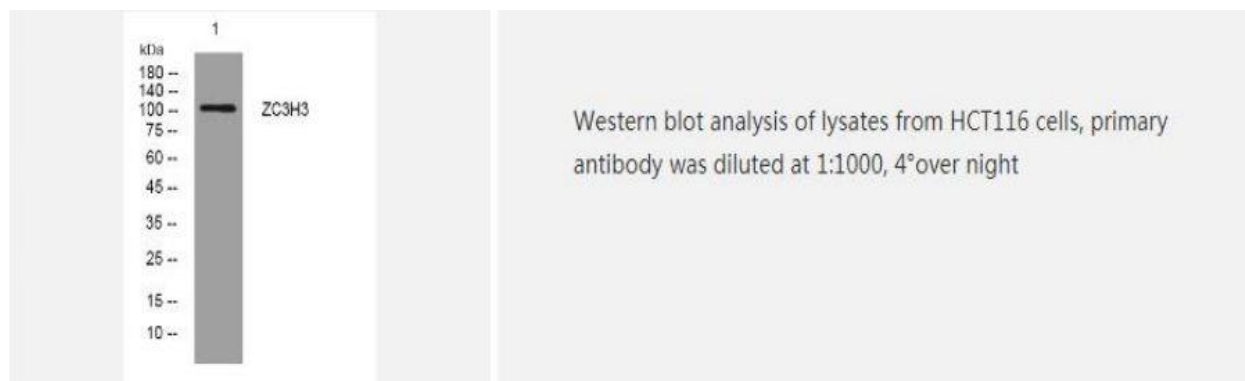 1
kDa
180 --
140 --
100 --
ZC3H3
75 --
60 --
45 --
35 --
25 --
15 --
10 --
Western blot analysis of lysates from HCT116 cells, primary
antibody was diluted at 1:1000, 4°over night